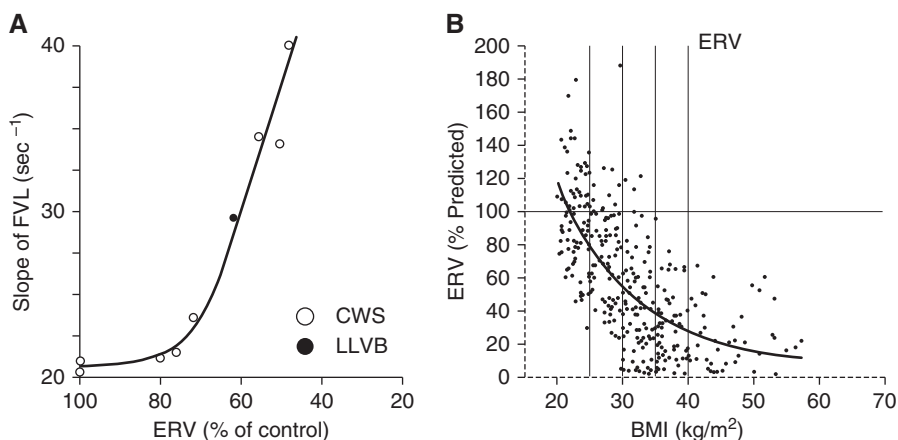 A
40
30
20
Slope of FVL (sec −1)
100 80 60 40 20
ERV (% of control)
CWS
LLVB
B
ERV
200
180
160
140
120
100
80
60
40
20
0
ERV (% Predicted)
20 30 40 50 60 70
BMI (kg/m²)